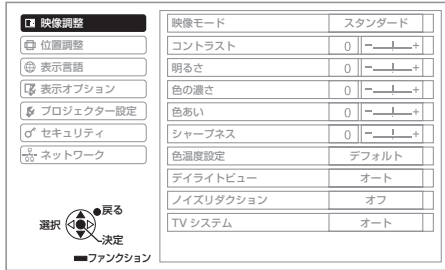 映像調整
位置調整
表示言語
表示オプション
プロジェクター設定
セキュリティ
ネットワーク
戻る
選択
決定
ファンクション
映像モード スタンダード
コントラスト 0 - +
明るさ 0 - +
色の濃さ 0 - +
色あい 0 - +
シャープネス 0 - +
色温度設定 デフォルト
デイライトビュー オート
ノイズリダクション オフ
TV システム オート